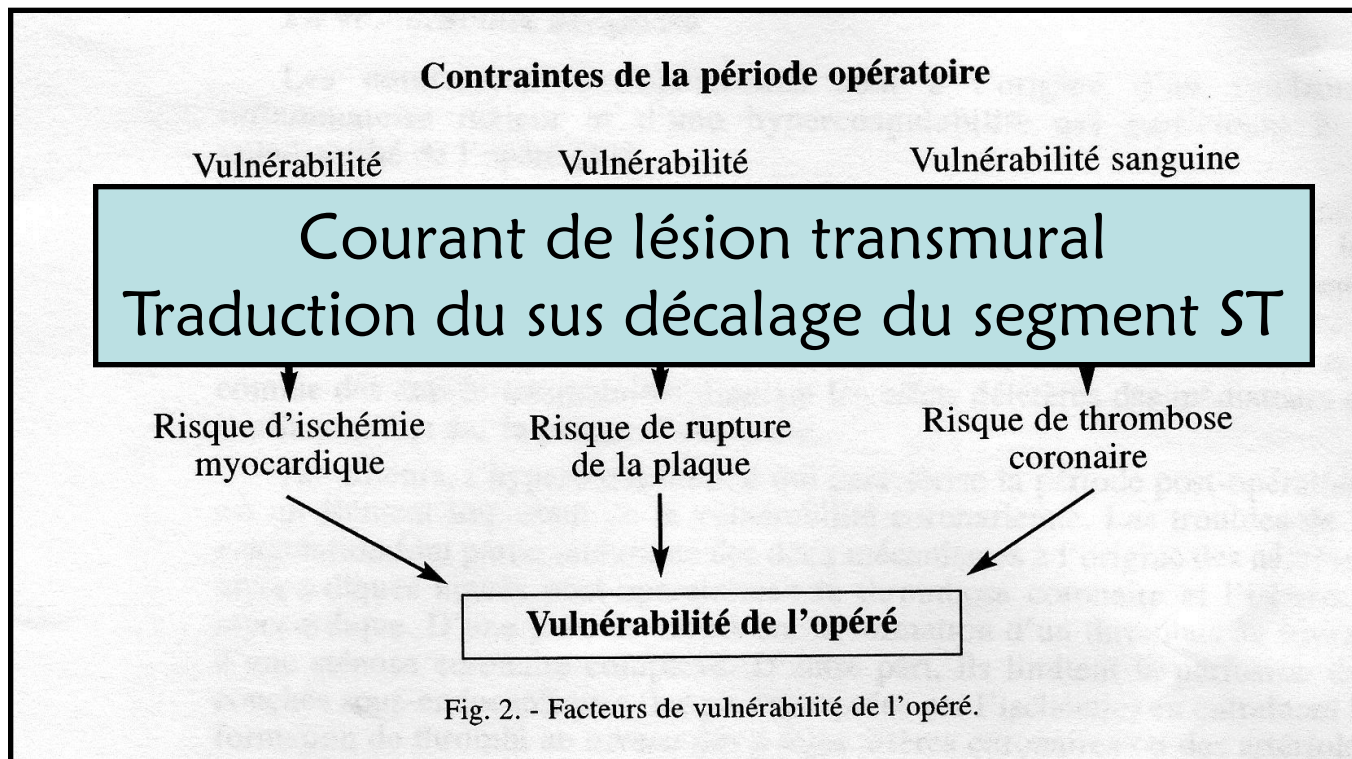 Contraintes de la période opératoire
Vulnérabilité
Vulnérabilité
Vulnérabilité sanguine
Courant de lésion transmural
Traduction du sus décalage du segment ST
Risque d'ischémie
myocardique
Risque de rupture
de la plaque
Risque de thrombose
coronaire
Vulnérabilité de l'opéré
Fig. 2. - Facteurs de vulnérabilité de l'opéré.